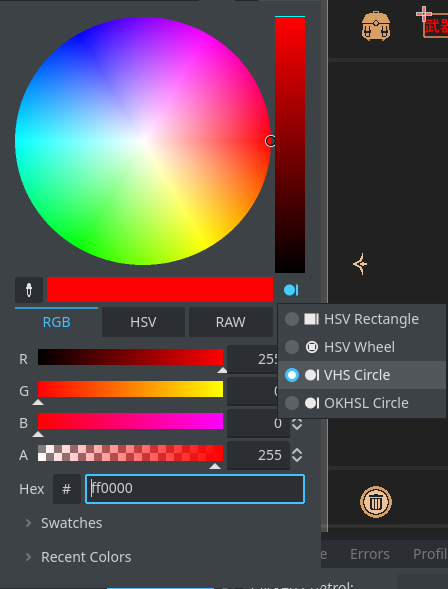 武器
RGB
HSV
RAW
HSV Rectangle
HSV Wheel
VHS Circle
OKHSL Circle
R
255
G
0
B
0
A
255
Hex
#
ff0000
Swatches
Recent Colors
Errors